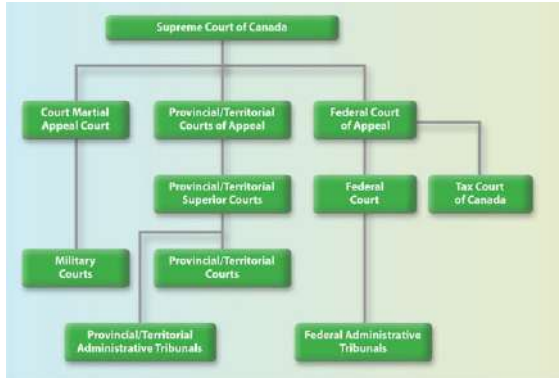 Supreme Court of Canada
Court Martial
Appeal Court
Provincial/Territorial
Courts of Appeal
Federal Court
of Appeal
Provincial/Territorial
Superior Courts
Federal
Court
Tax Court
of Canada
Military
Courts
Provincial/Territorial
Courts
Provincial/Territorial
Administrative Tribunals
Federal Administrative
Tribunals